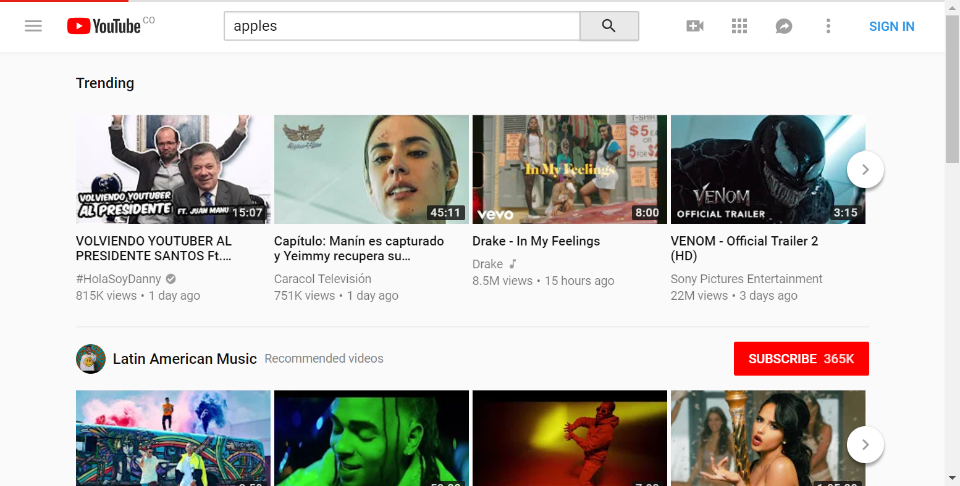 YouTube CO
apples
SIGN IN
Trending
VOLVIENDO YOUTUBER
AL PRESIDENTE FT. JUAN MANU
15:07
45:11
$5
In My Feelings
vevo
8:00
VENOM
OFFICIAL TRAILER
3:15
VOLVIENDO YOUTUBER AL
PRESIDENTE SANTOS Ft....
#HolaSoyDanny
815K views • 1 day ago
Capítulo: Manín es capturado
y Yeimmy recupera su...
Caracol Televisión
751K views • 1 day ago
Drake - In My Feelings
Drake
8.5M views • 15 hours ago
VENOM - Official Trailer 2
(HD)
Sony Pictures Entertainment
22M views • 3 days ago
Latin American Music Recommended videos
SUBSCRIBE 365K